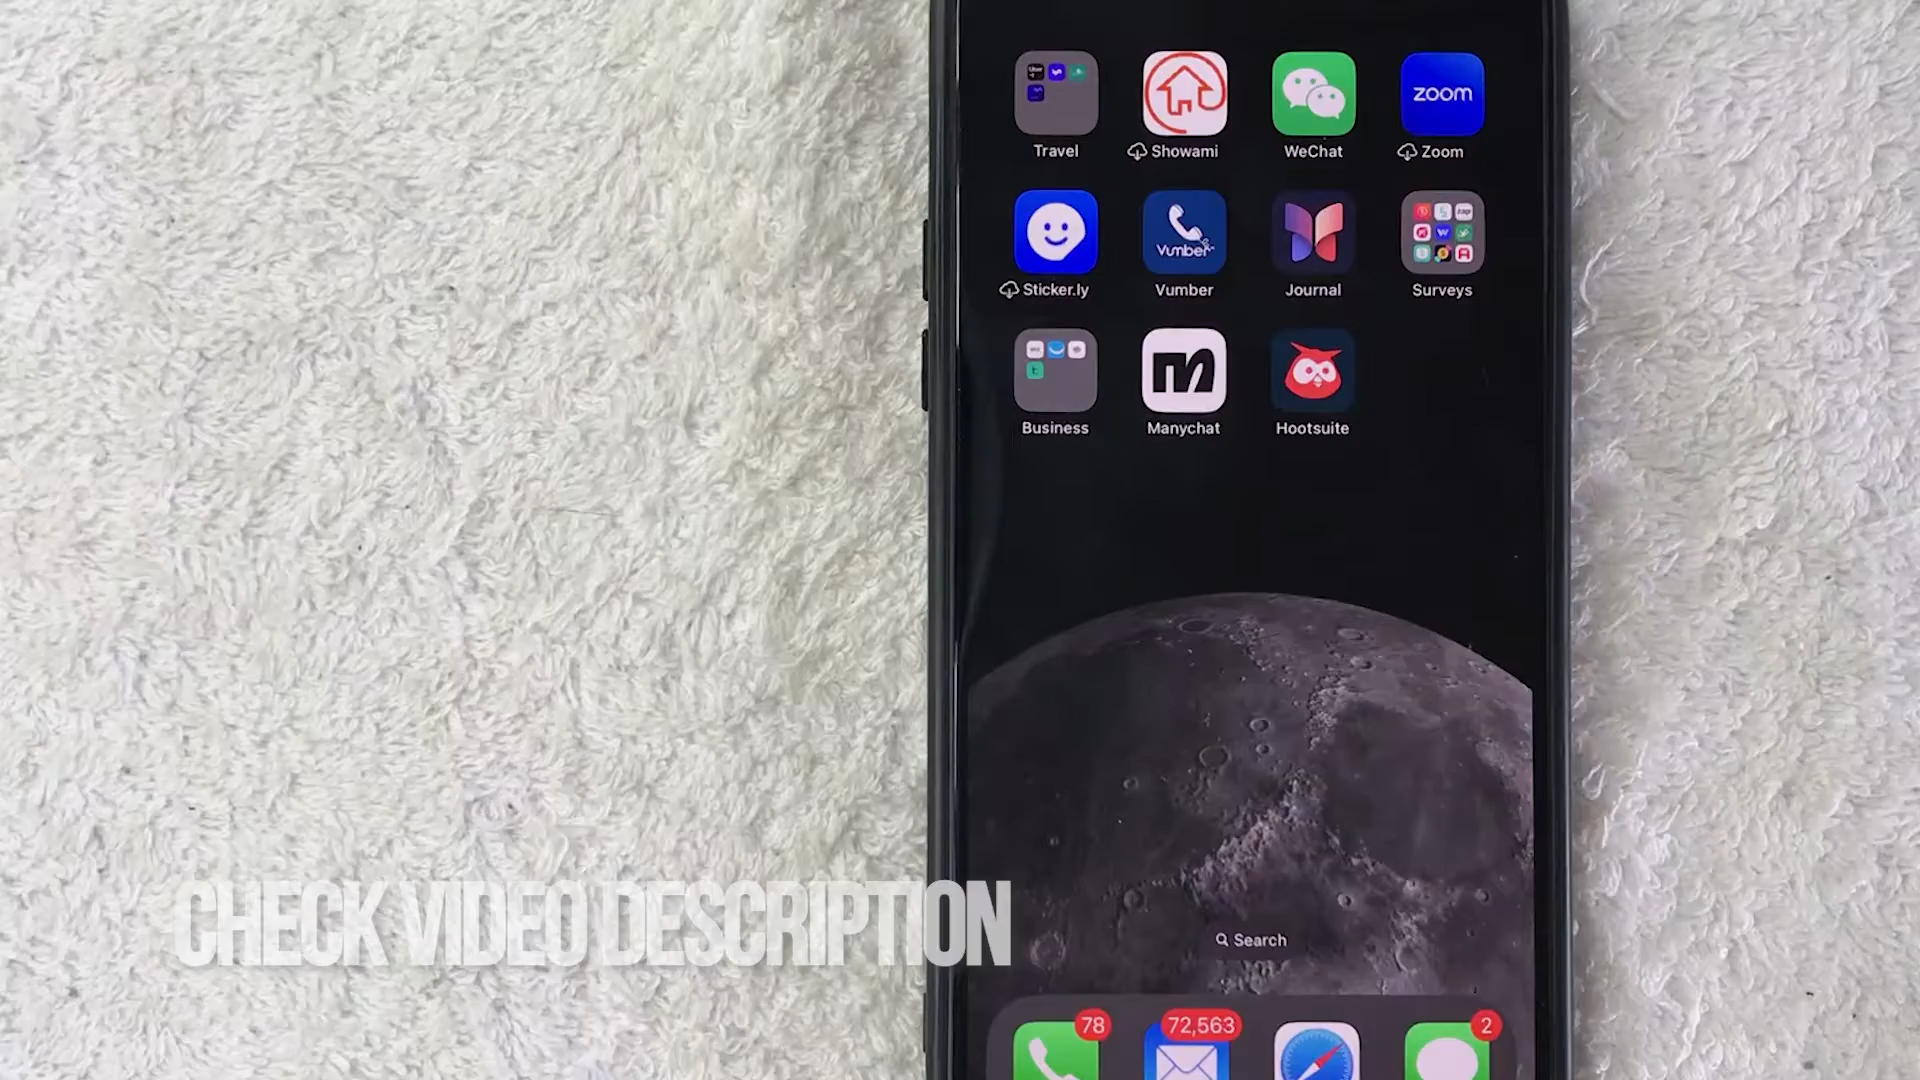 zoom
Travel
Showami
WeChat
Zoom
Vumber
Sticker.ly
Vumber
Journal
Surveys
Business
Manychat
Hootsuite
CHECK VIDEO DESCRIPTION
Search
78
72,563
2